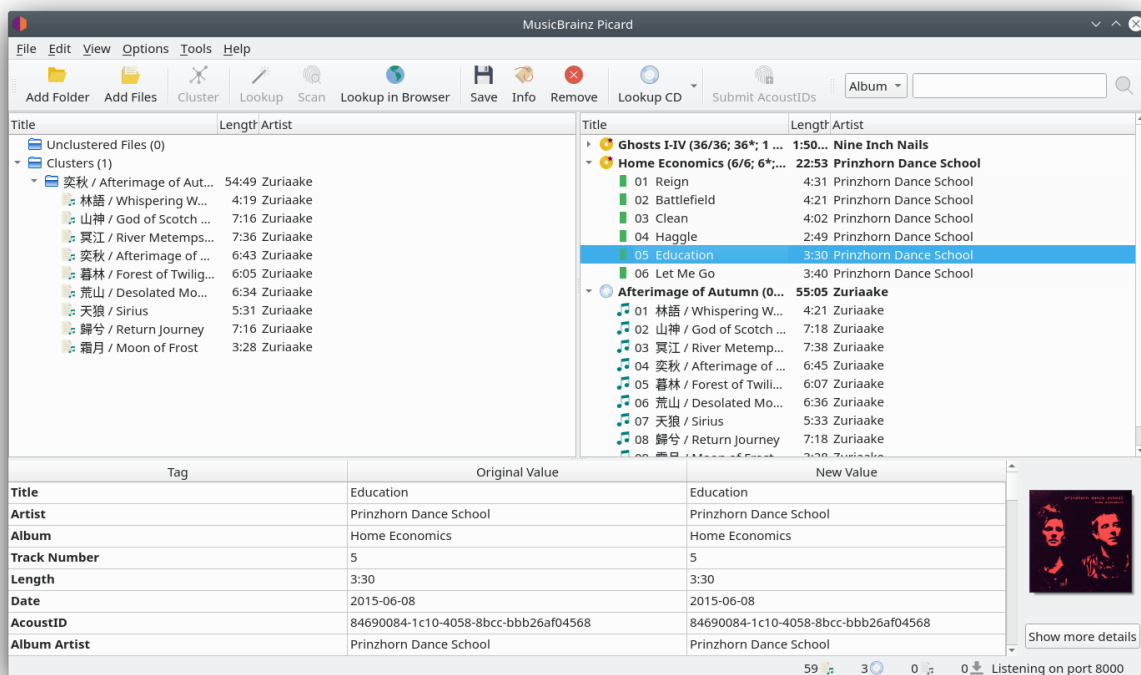 MusicBrainz Picard
File Edit View Options Tools Help
Add Folder Add Files Cluster Lookup Scan Lookup in Browser Save Info Remove Lookup CD Submit AcoustIDs Album
Title Length Artist
Unclustered Files (0)
Clusters (1)
奕秋 / Afterimage of Aut... 54:49 Zuriaake
林語 / Whispering W... 4:19 Zuriaake
山神 / God of Scotch ... 7:16 Zuriaake
冥江 / River Metemps... 7:36 Zuriaake
奕秋 / Afterimage of ... 6:43 Zuriaake
暮林 / Forest of Twilig... 6:05 Zuriaake
荒山 / Desolated Mo... 6:34 Zuriaake
天狼 / Sirius 5:31 Zuriaake
歸兮 / Return Journey 7:16 Zuriaake
霜月 / Moon of Frost 3:28 Zuriaake
Title Length Artist
Ghosts I-IV (36/36; 36*; 1 ... 1:50... Nine Inch Nails
Home Economics (6/6; 6*;... 22:53 Prinzhorn Dance School
01 Reign 4:31 Prinzhorn Dance School
02 Battlefield 4:21 Prinzhorn Dance School
03 Clean 4:02 Prinzhorn Dance School
04 Haggle 2:49 Prinzhorn Dance School
05 Education 3:30 Prinzhorn Dance School
06 Let Me Go 3:40 Prinzhorn Dance School
Afterimage of Autumn (0... 55:05 Zuriaake
01 林語 / Whispering W... 4:21 Zuriaake
02 山神 / God of Scotch ... 7:18 Zuriaake
03 冥江 / River Metemp... 7:38 Zuriaake
04 奕秋 / Afterimage of ... 6:45 Zuriaake
05 暮林 / Forest of Twili... 6:07 Zuriaake
06 荒山 / Desolated Mo... 6:36 Zuriaake
07 天狼 / Sirius 5:33 Zuriaake
08 歸兮 / Return Journey 7:18 Zuriaake
Tag Original Value New Value
Title Education Education
Artist Prinzhorn Dance School Prinzhorn Dance School
Album Home Economics Home Economics
Track Number 5 5
Length 3:30 3:30
Date 2015-06-08 2015-06-08
AcoustID 84690084-1c10-4058-8bcc-bbb26af04568 84690084-1c10-4058-8bcc-bbb26af04568
Album Artist Prinzhorn Dance School Prinzhorn Dance School
prinzhorn dance school
Show more details
59 3 0 0 Listening on port 8000